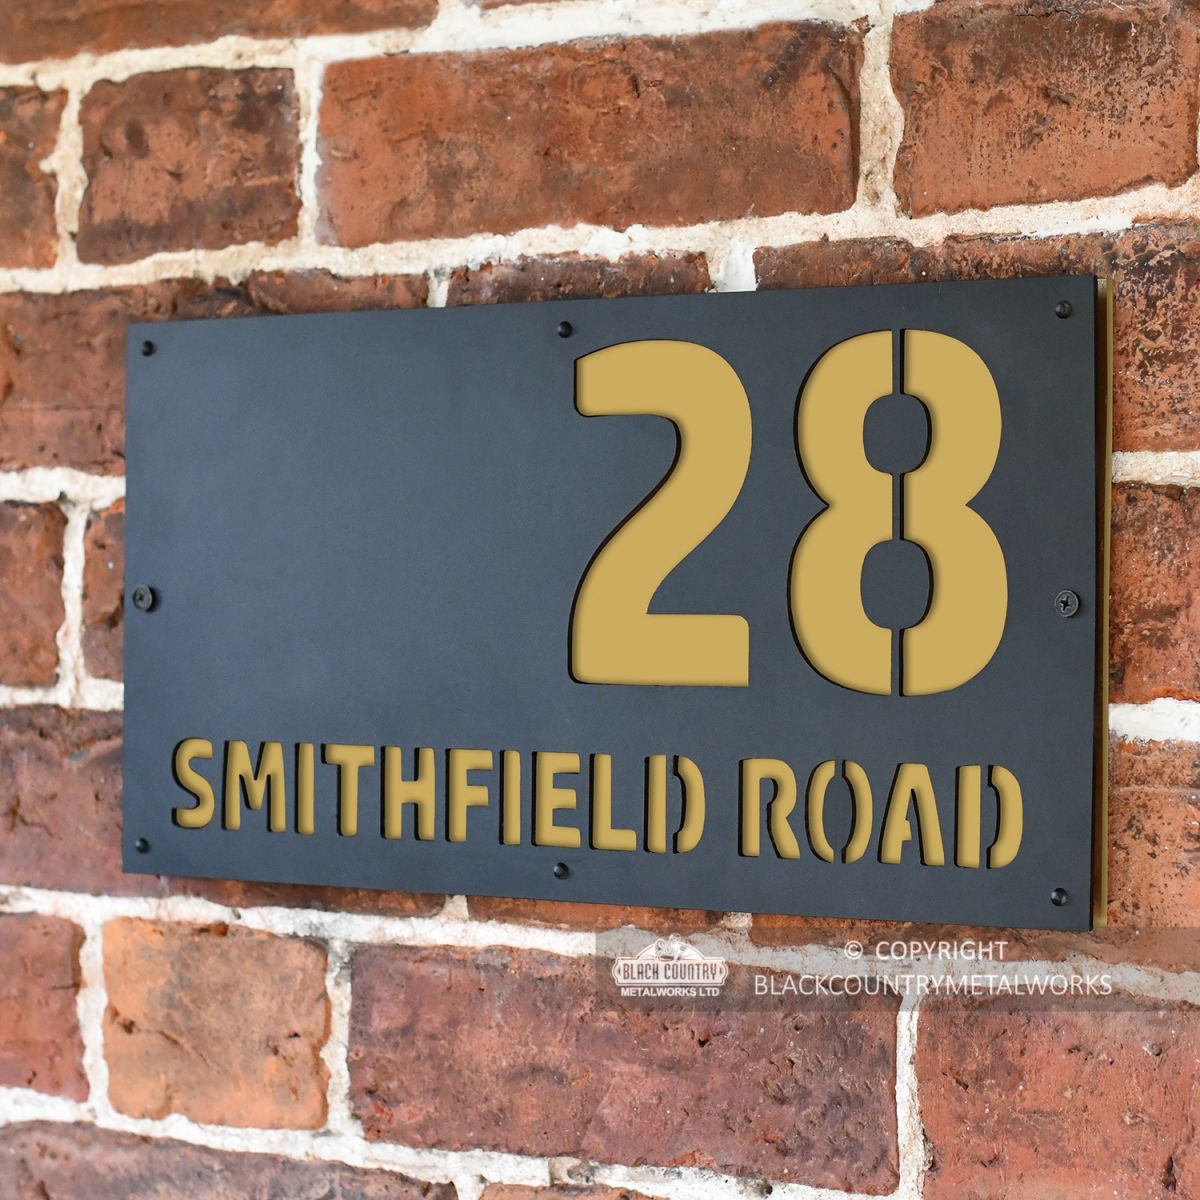 28
SMITHFIELD ROAD
BLACK COUNTRY
METALWORKS LTD
© COPYRIGHT
BLACKCOUNTRYMETALWORKS